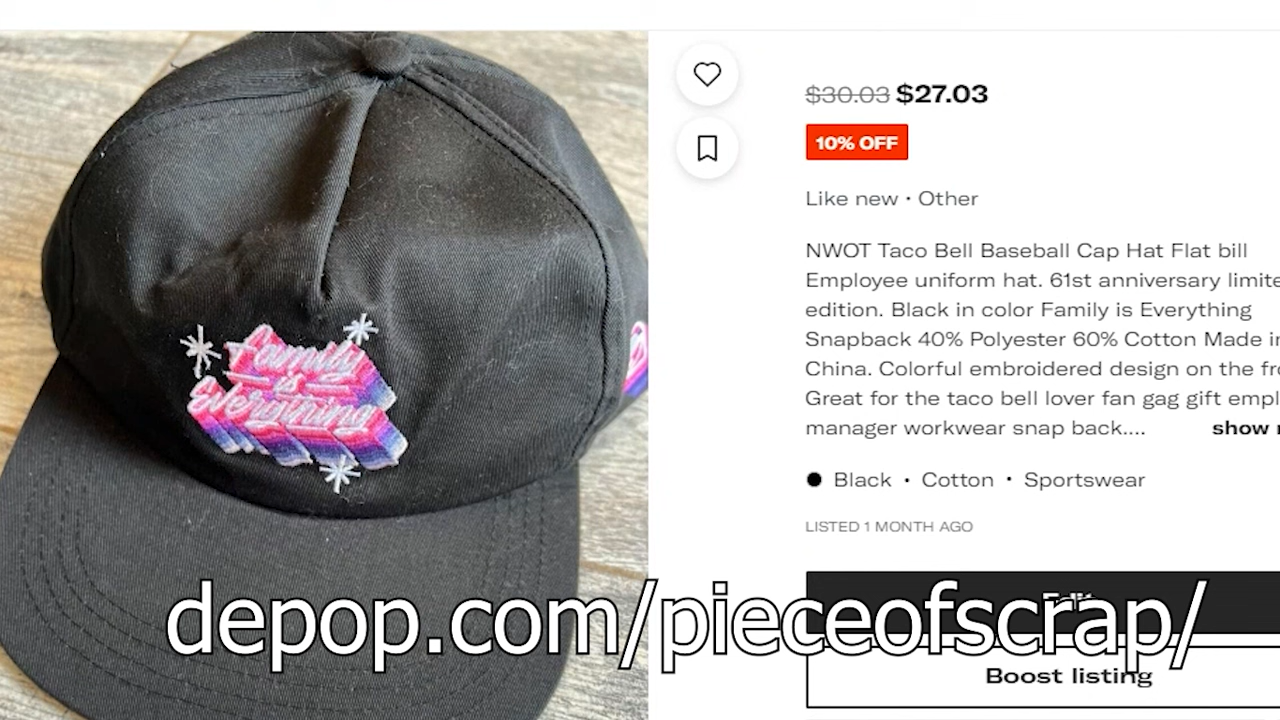 $30.03 $27.03
10% OFF
Like new • Other
NWOT Taco Bell Baseball Cap Hat Flat bill
Employee uniform hat. 61st anniversary limite
edition. Black in color Family is Everything
Snapback 40% Polyester 60% Cotton Made in
China. Colorful embroidered design on the fro
Great for the taco bell lover fan gag gift empl
manager workwear snap back.... show
Black • Cotton • Sportswear
LISTED 1 MONTH AGO
Edit
Boost listing
Family
is
Everything
depop.com/pieceofscrap/